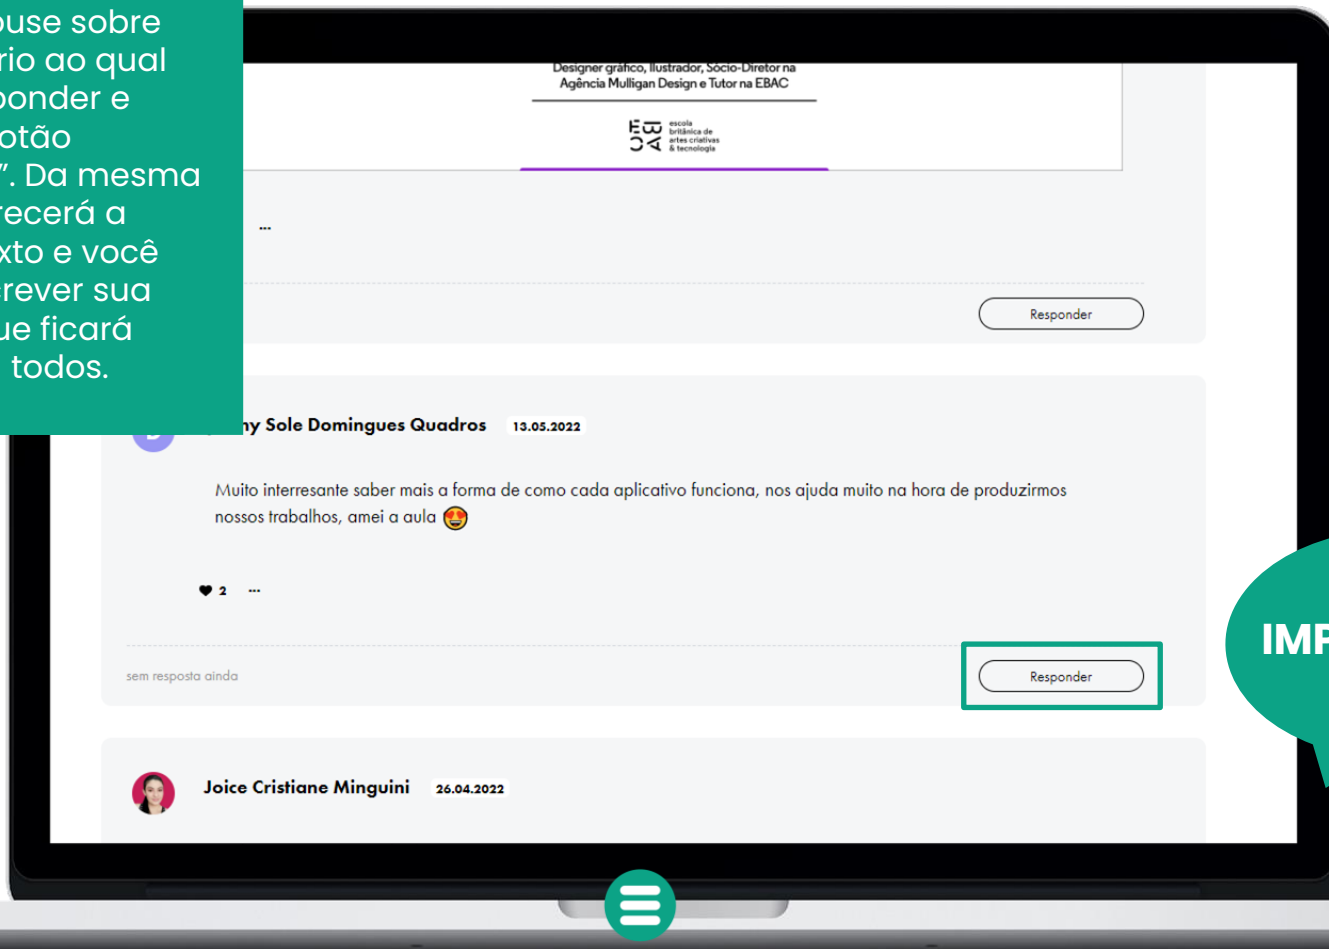 ouse sobre
rio ao qual
ponder e
otão
”. Da mesma
recerá a
xto e você
crever sua
ue ficará
todos.
Designer gráfico, Ilustrador, Sócio-Diretor na
Agência Mulligan Design e Tutor na EBAC
EBAC
escola
britânica de
artes criativas
& tecnologia
...
Responder
ny Sole Domingues Quadros 13.05.2022
Muito interresante saber mais a forma de como cada aplicativo funciona, nos ajuda muito na hora de produzirmos
nossos trabalhos, amei a aula 😍
2 ...
sem resposta ainda
Responder
IMP
Joice Cristiane Minguini 26.04.2022